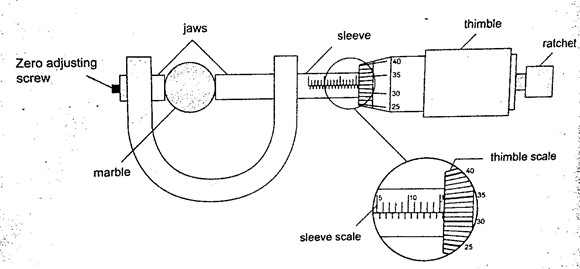 jaws
sleeve
thimble
ratchet
Zero adjusting
screw
marble
40
35
30
25
thimble scale
40
35
30
25
5
10
sleeve scale